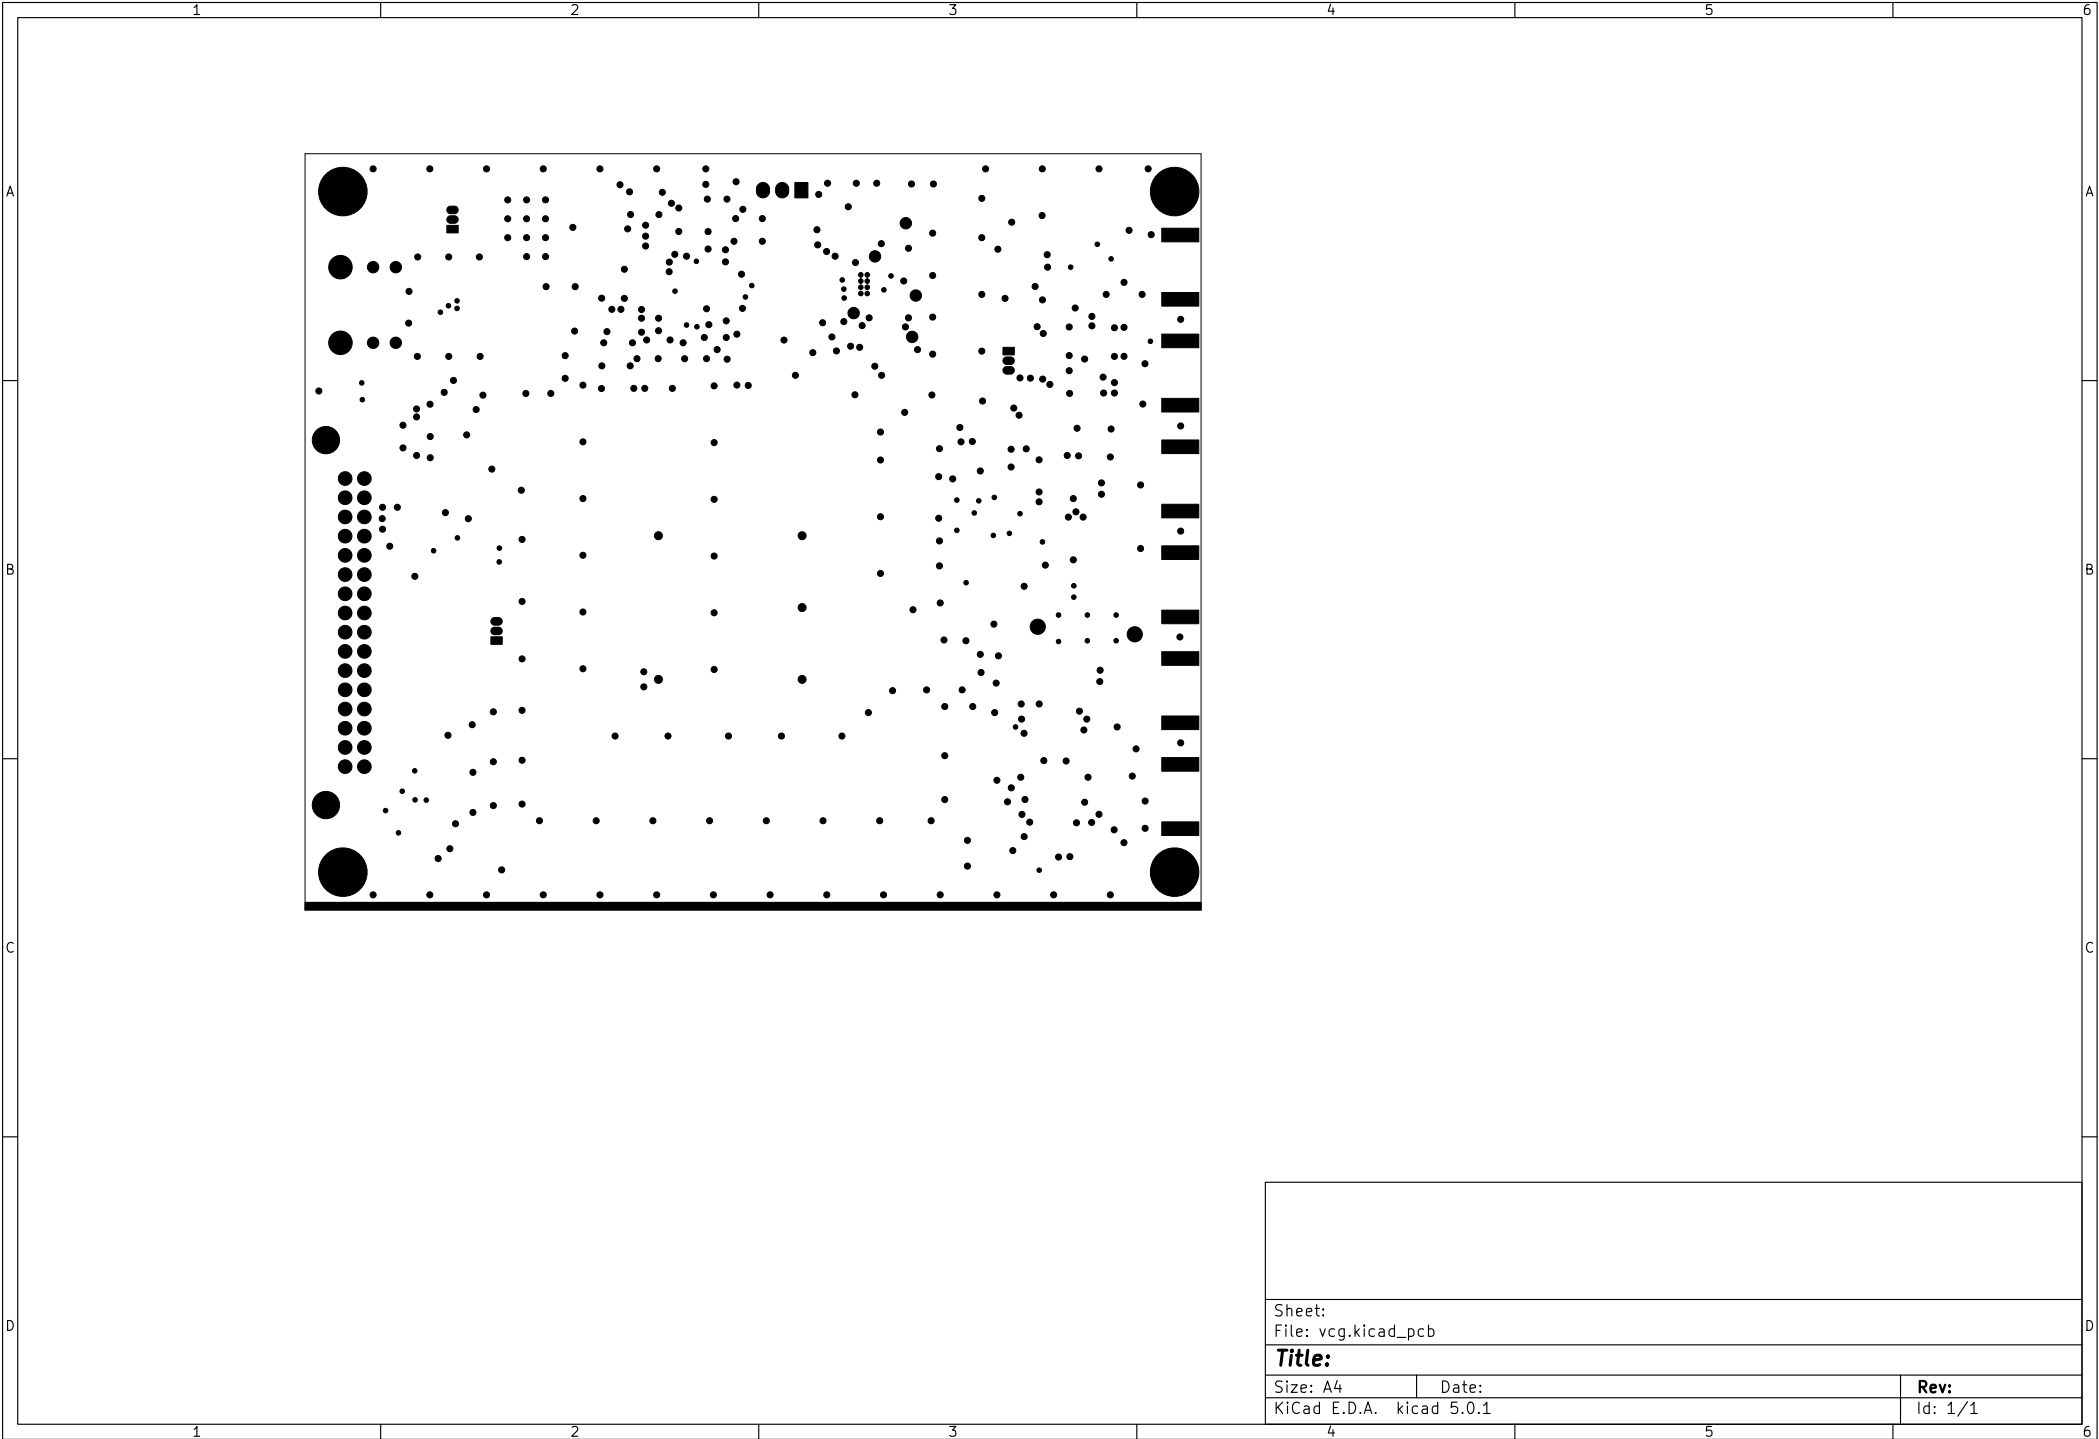 1 2 3 4 5 6
A A
B B
C C
Sheet:
D D
File: vcg.kicad_pcb
Title:
Size: A4 Date: Rev:
KiCad E.D.A. kicad 5.0.1 Id: 1/1
1 2 3 4 5 6